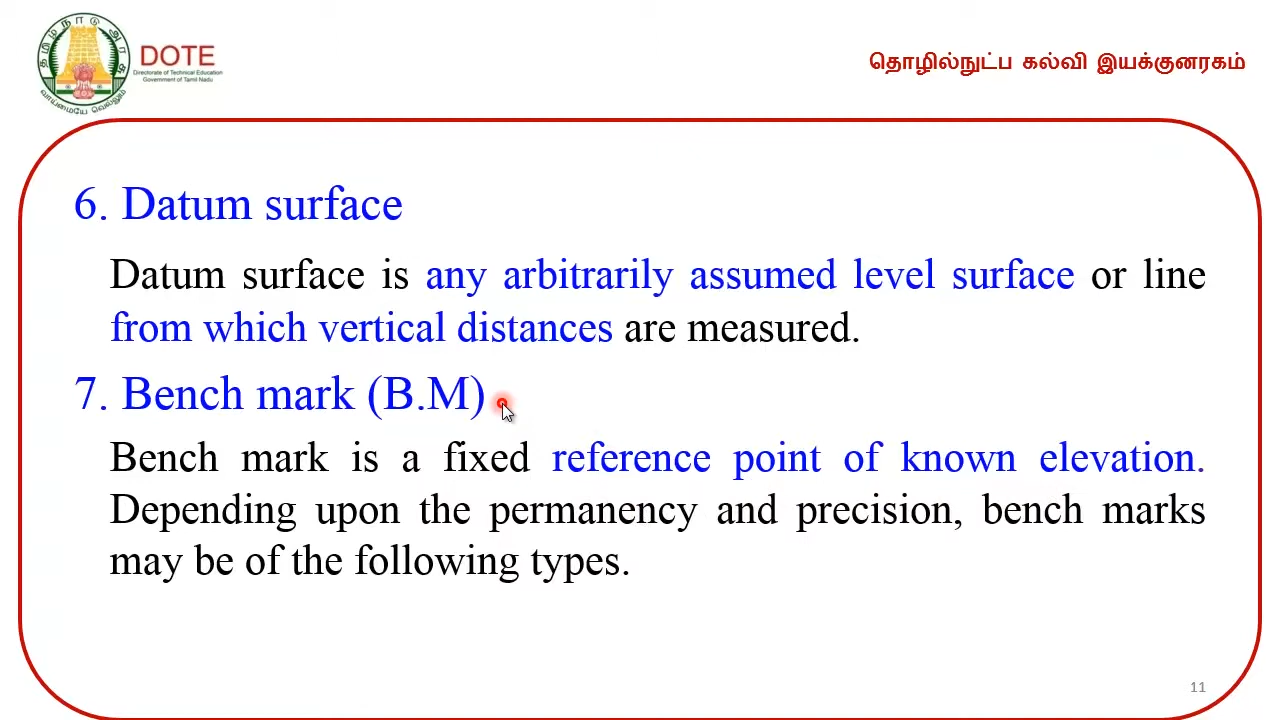 தமிழ்நாடு அரசு
வாய்மையே வெல்லும்
DOTE
Directorate of Technical Education
Government of Tamil Nadu
தொழில்நுட்ப கல்வி இயக்குனரகம்
6. Datum surface
Datum surface is any arbitrarily assumed level surface or line
from which vertical distances are measured.
7. Bench mark (B.M)
Bench mark is a fixed reference point of known elevation.
Depending upon the permanency and precision, bench marks
may be of the following types.
11